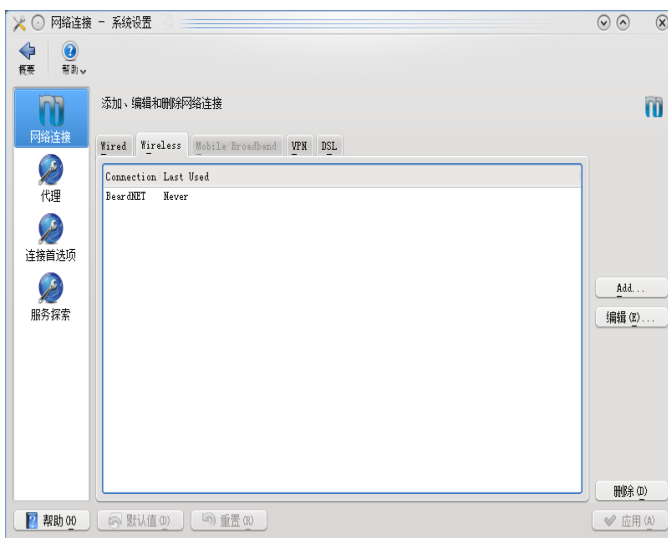 网络连接 – 系统设置
概要
帮助
网络连接
代理
连接首选项
服务探索
添加、编辑和删除网络连接
Wired Wireless Mobile Broadband VPN DSL
Connection Last Used
BeardNET Never
Add...
编辑(E)...
删除(D)
帮助(H) 默认值(D) 重置(R) 应用(A)